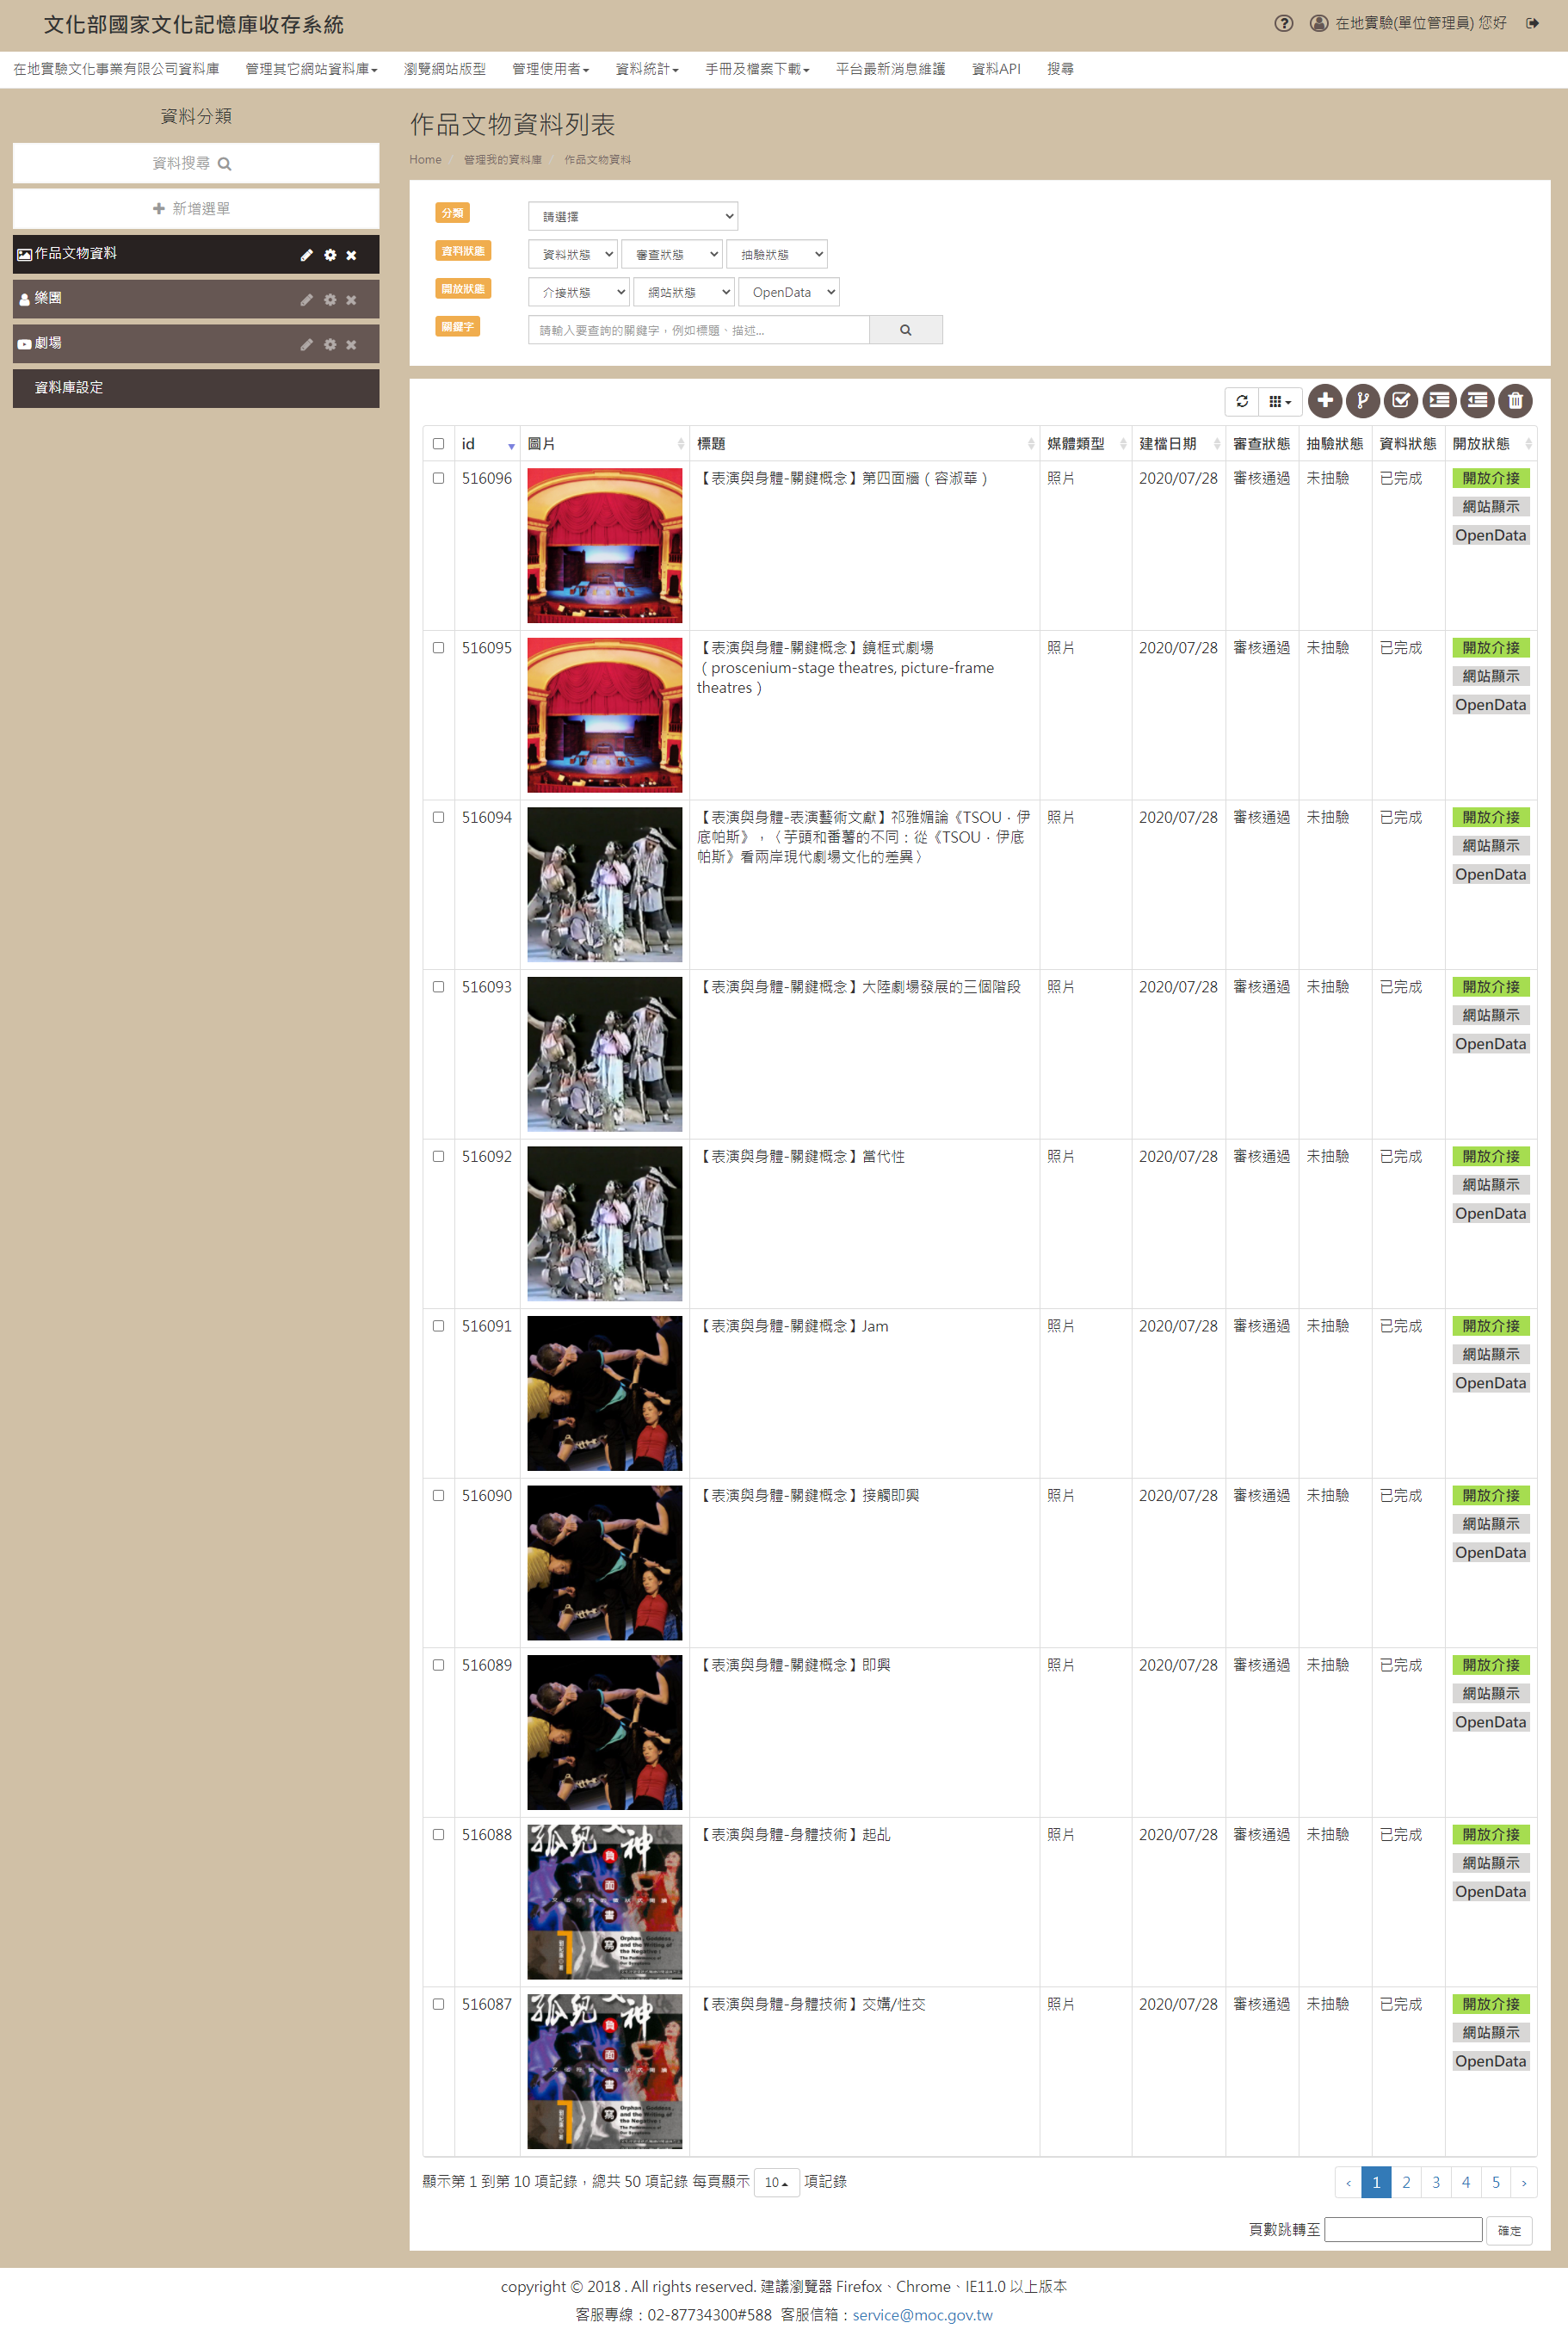 文化部國家文化記憶庫收存系統
在地實驗(單位管理員) 您好
在地實驗文化事業有限公司資料庫 管理其它網站資料庫 瀏覽網站版型 管理使用者 資料統計 手冊及檔案下載 平台最新消息維護 資料API 搜尋
資料分類
資料搜尋
新增選單
作品文物資料
樂團
劇場
資料庫設定
作品文物資料列表
Home / 管理我的資料庫 / 作品文物資料
分類 請選擇
資料狀態 資料狀態 審查狀態 抽驗狀態
開放狀態 介接狀態 網站狀態 OpenData
關鍵字 請輸入要查詢的關鍵字，例如標題、描述...
id 圖片 標題 媒體類型 建檔日期 審查狀態 抽驗狀態 資料狀態 開放狀態
516096 【表演與身體-關鍵概念】第四面牆（容淑華） 照片 2020/07/28 審核通過 未抽驗 已完成 開放介接
網站顯示
OpenData
516095 【表演與身體-關鍵概念】鏡框式劇場 照片 2020/07/28 審核通過 未抽驗 已完成 開放介接
（proscenium-stage theatres, picture-frame
網站顯示
theatres）
OpenData
516094 【表演與身體-表演藝術文獻】祁雅媚論《TSOU．伊 照片 2020/07/28 審核通過 未抽驗 已完成 開放介接
底帕斯》，〈芋頭和番薯的不同：從《TSOU．伊底
網站顯示
帕斯》看兩岸現代劇場文化的差異〉
OpenData
516093 【表演與身體-關鍵概念】大陸劇場發展的三個階段 照片 2020/07/28 審核通過 未抽驗 已完成 開放介接
網站顯示
OpenData
516092 【表演與身體-關鍵概念】當代性 照片 2020/07/28 審核通過 未抽驗 已完成 開放介接
網站顯示
OpenData
516091 【表演與身體-關鍵概念】Jam 照片 2020/07/28 審核通過 未抽驗 已完成 開放介接
網站顯示
OpenData
516090 【表演與身體-關鍵概念】接觸即興 照片 2020/07/28 審核通過 未抽驗 已完成 開放介接
網站顯示
OpenData
516089 【表演與身體-關鍵概念】即興 照片 2020/07/28 審核通過 未抽驗 已完成 開放介接
網站顯示
OpenData
516088 【表演與身體-身體技術】起乩 照片 2020/07/28 審核通過 未抽驗 已完成 開放介接
網站顯示
OpenData
孤兒女神
負面書寫
Orphan, Goddess,
and the Writing of
the Negative:
516087 【表演與身體-身體技術】交媾/性交 照片 2020/07/28 審核通過 未抽驗 已完成 開放介接
網站顯示
OpenData
孤兒女神
負面書寫
Orphan, Goddess,
and the Writing of
the Negative:
顯示第 1 到第 10 項記錄，總共 50 項記錄 每頁顯示 10 項記錄
‹ 1 2 3 4 5 ›
頁數跳轉至 確定
copyright © 2018 . All rights reserved. 建議瀏覽器 Firefox、Chrome、IE11.0 以上版本
客服專線：02-87734300#588 客服信箱：service@moc.gov.tw